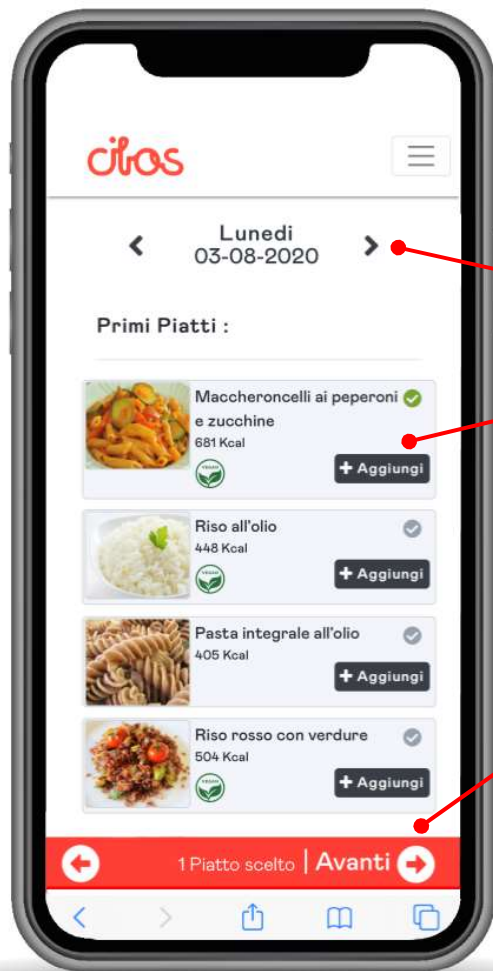 cibos
Lunedi
03-08-2020
Primi Piatti :
Maccheroncelli ai peperoni
e zucchine
681 Kcal
VEGAN
+ Aggiungi
Riso all'olio
448 Kcal
VEGAN
+ Aggiungi
Pasta integrale all'olio
405 Kcal
+ Aggiungi
Riso rosso con verdure
504 Kcal
VEGAN
+ Aggiungi
1 Piatto scelto | Avanti